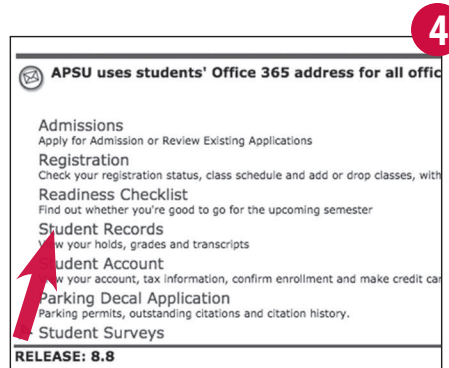 4
APSU uses students' Office 365 address for all offic
Admissions
Apply for Admission or Review Existing Applications
Registration
Check your registration status, class schedule and add or drop classes, with
Readiness Checklist
Find out whether you're good to go for the upcoming semester
Student Records
View your holds, grades and transcripts
Student Account
View your account, tax information, confirm enrollment and make credit car
Parking Decal Application
Parking permits, outstanding citations and citation history.
Student Surveys
RELEASE: 8.8